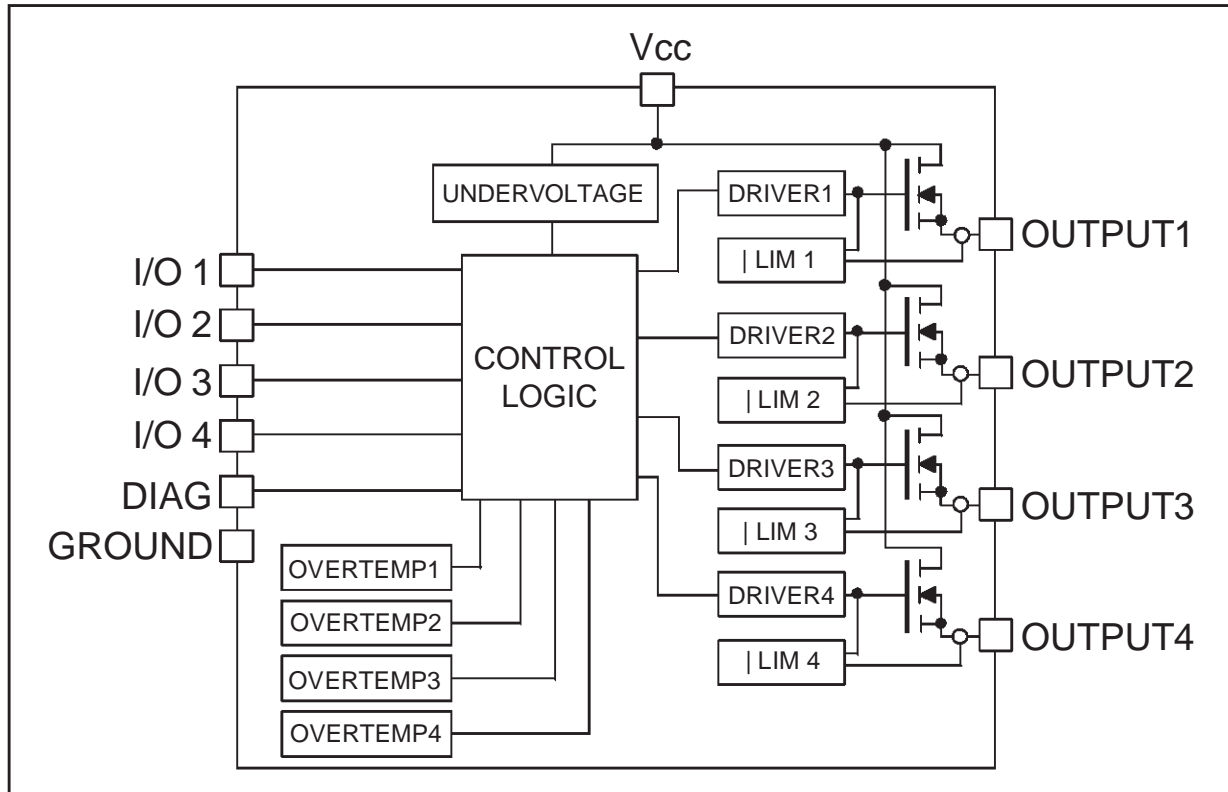 Vcc
UNDERVOLTAGE
DRIVER1
OUTPUT1
| LIM 1
I/O 1
I/O 2
I/O 3
I/O 4
DIAG
GROUND
CONTROL
LOGIC
DRIVER2
OUTPUT2
| LIM 2
DRIVER3
OUTPUT3
| LIM 3
DRIVER4
OUTPUT4
| LIM 4
OVERTEMP1
OVERTEMP2
OVERTEMP3
OVERTEMP4